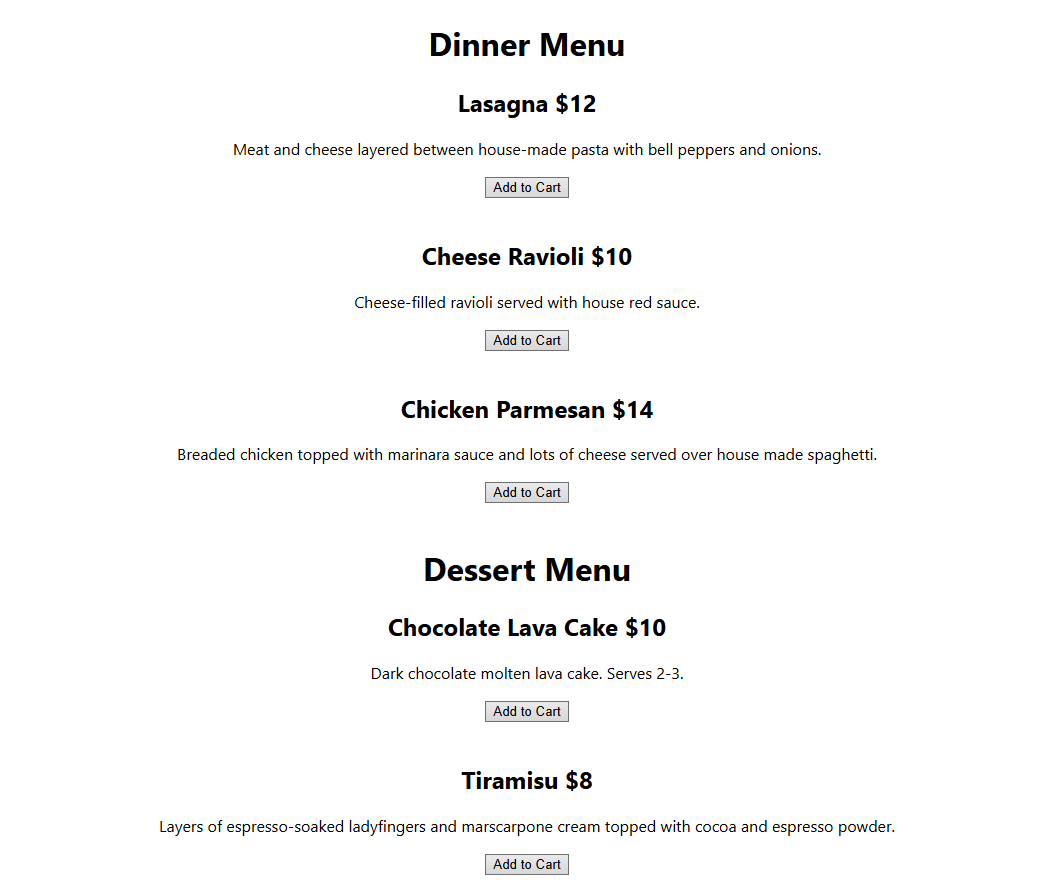 Dinner Menu
Lasagna $12
Meat and cheese layered between house-made pasta with bell peppers and onions.
Add to Cart
Cheese Ravioli $10
Cheese-filled ravioli served with house red sauce.
Add to Cart
Chicken Parmesan $14
Breaded chicken topped with marinara sauce and lots of cheese served over house made spaghetti.
Add to Cart
Dessert Menu
Chocolate Lava Cake $10
Dark chocolate molten lava cake. Serves 2-3.
Add to Cart
Tiramisu $8
Layers of espresso-soaked ladyfingers and marscarpone cream topped with cocoa and espresso powder.
Add to Cart